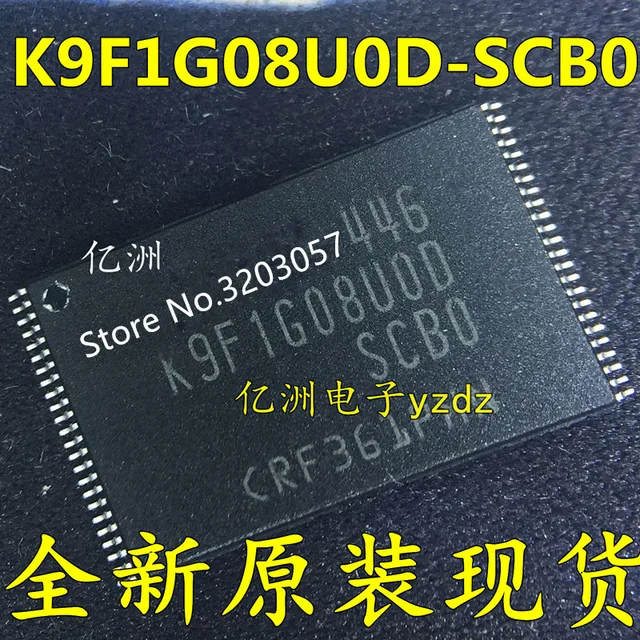 K9F1G08U0D-SCB0
446
亿洲
Store No.3203057
K9F1G08U0D
SCB0
亿洲电子yzdz
全新原装现货